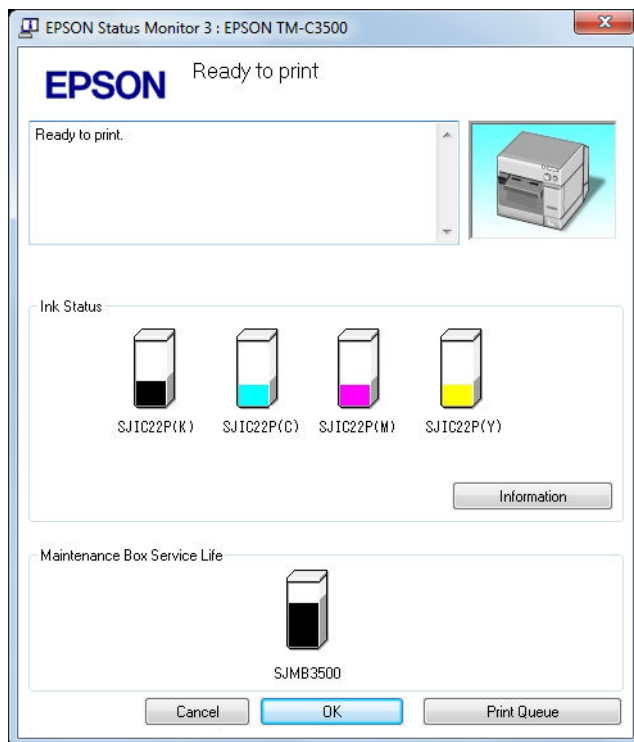 EPSON Status Monitor 3 : EPSON TM-C3500
EPSON
Ready to print
Ready to print.
Ink Status
SJIC22P(K) SJIC22P(C) SJIC22P(M) SJIC22P(Y)
Information
Maintenance Box Service Life
SJMB3500
Cancel OK Print Queue